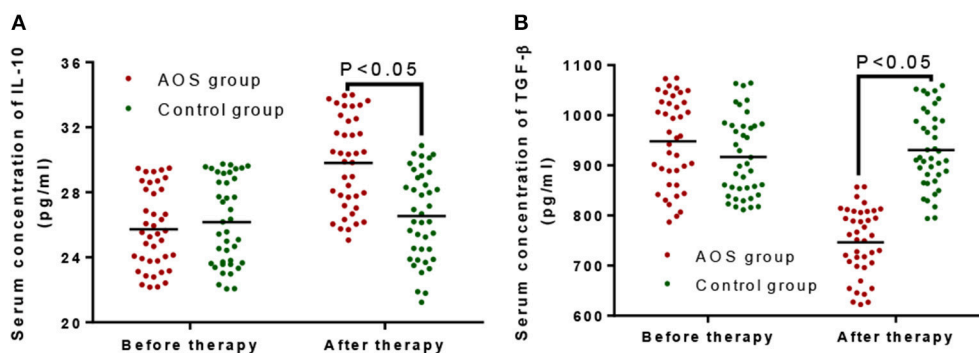 A
Serum concentration of IL-10
(pg/ml)
36
32
28
24
20
AOS group
Control group
P<0.05
Before therapy
After therapy
B
Serum concentration of TGF-β
(pg/ml)
1100
1000
900
800
700
600
500
P<0.05
AOS group
Control group
Before therapy
After therapy